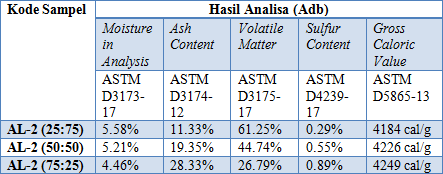 Kode Sampel Hasil Analisa (Adb)
Moisture in Analysis Ash Content Volatile Matter Sulfur Content Gross Caloric Value
ASTM D3173-17 ASTM D3174-12 ASTM D3175-17 ASTM D4239-17 ASTM D5865-13
AL-2 (25:75) 5.58% 11.33% 61.25% 0.29% 4184 cal/g
AL-2 (50:50) 5.21% 19.35% 44.74% 0.55% 4226 cal/g
AL-2 (75:25) 4.46% 28.33% 26.79% 0.89% 4249 cal/g